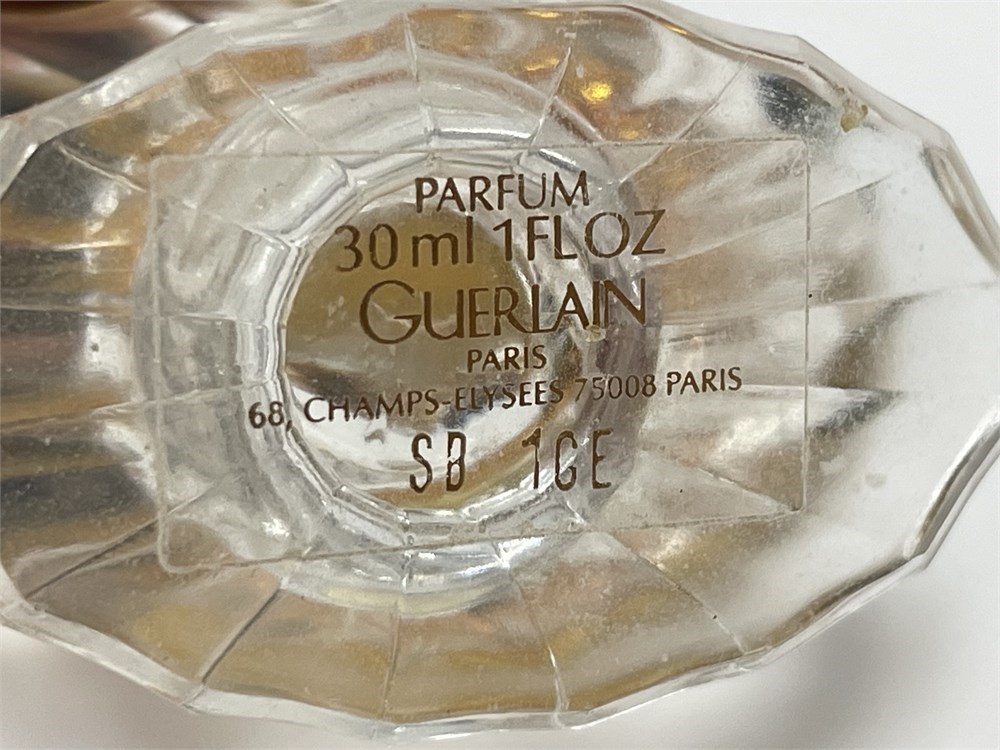 PARFUM
30 ml 1FL OZ
GUERLAIN
PARIS
68, CHAMPS-ELYSEES 75008 PARIS
SB 1GE